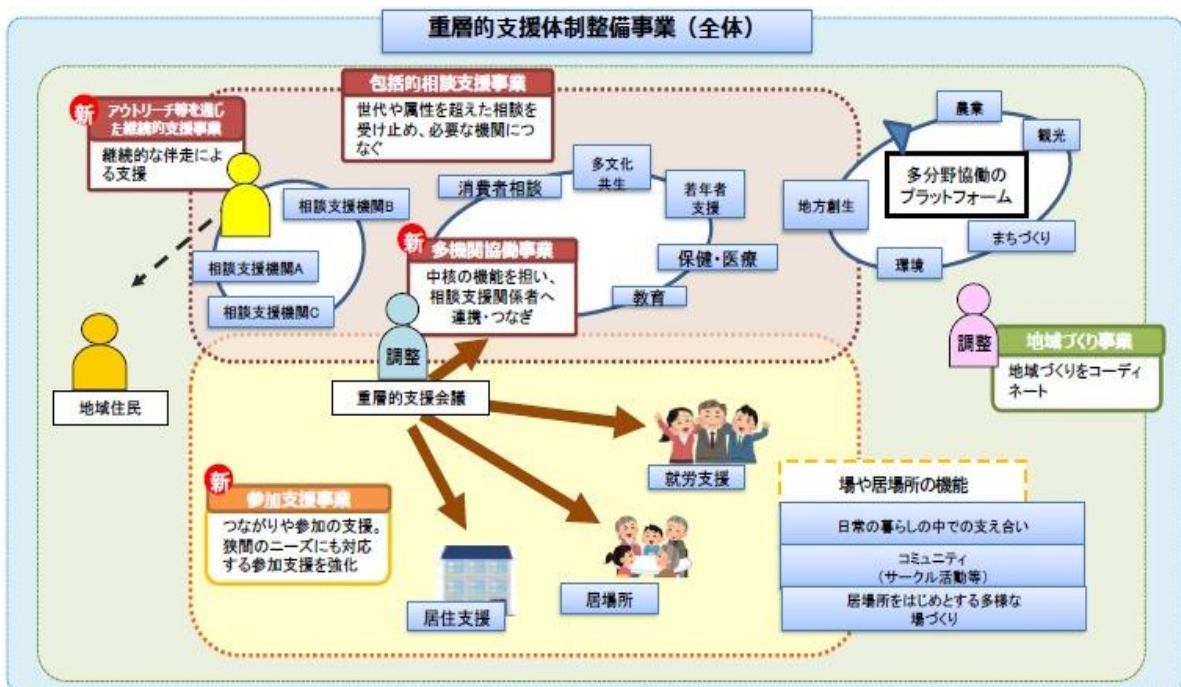 重層的支援体制整備事業（全体）
新
アウトリーチ等を通じ
た継続的支援事業
継続的な伴走によ
る支援
包括的相談支援事業
世代や属性を超えた相談を
受け止め、必要な機関につ
なぐ
相談支援機関B
相談支援機関A
相談支援機関C
消費者相談
多文化
共生
若年者
支援
保健・医療
教育
新
多機関協働事業
中核の機能を担い、
相談支援関係者へ
連携・つなぎ
農業
観光
多分野協働の
プラットフォーム
地方創生
まちづくり
環境
地域住民
調整
重層的支援会議
調整
地域づくり事業
地域づくりをコーディ
ネート
新
参加支援事業
つながりや参加の支援。
狭間のニーズにも対応
する参加支援を強化
就労支援
居場所
居住支援
場や居場所の機能
日常の暮らしの中での支え合い
コミュニティ
（サークル活動等）
居場所をはじめとする多様な
場づくり